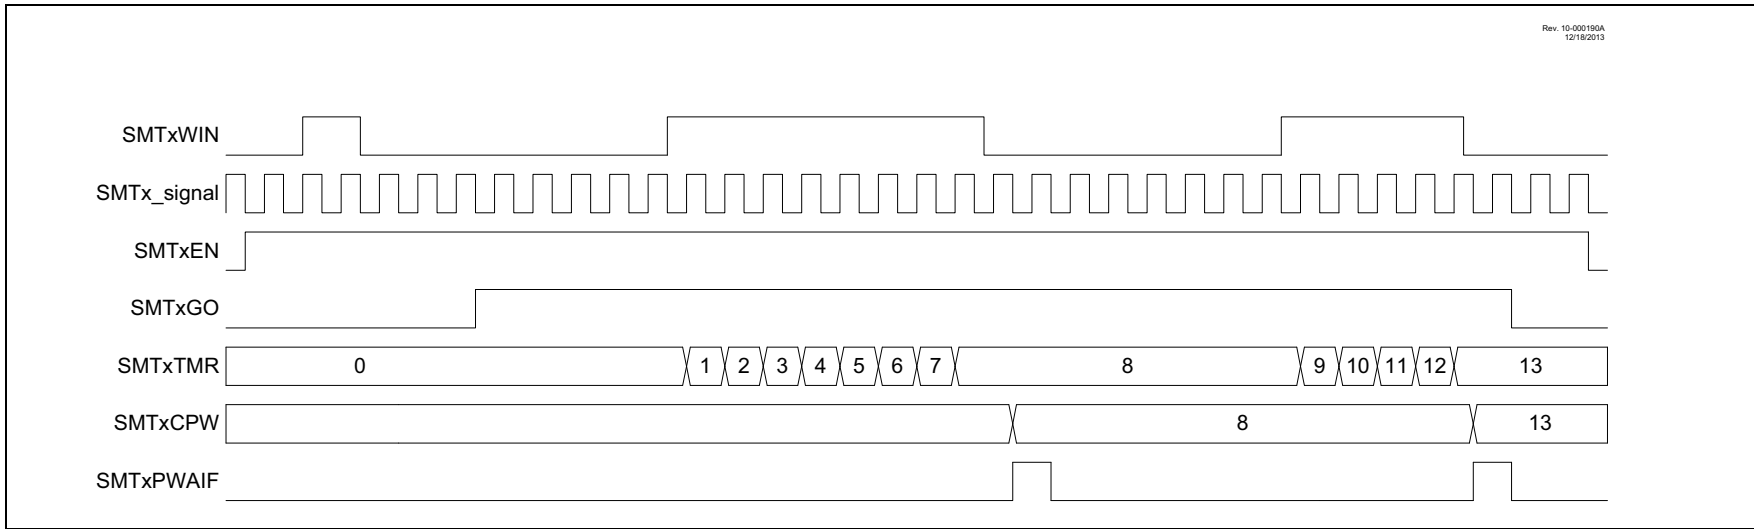 Rev. 10-000190A
12/18/2013
SMTxWIN
SMTx_signal
SMTxEN
SMTxGO
SMTxTMR 0 1 2 3 4 5 6 7 8 9 10 11 12 13
SMTxCPW 8 13
SMTxPWAIF